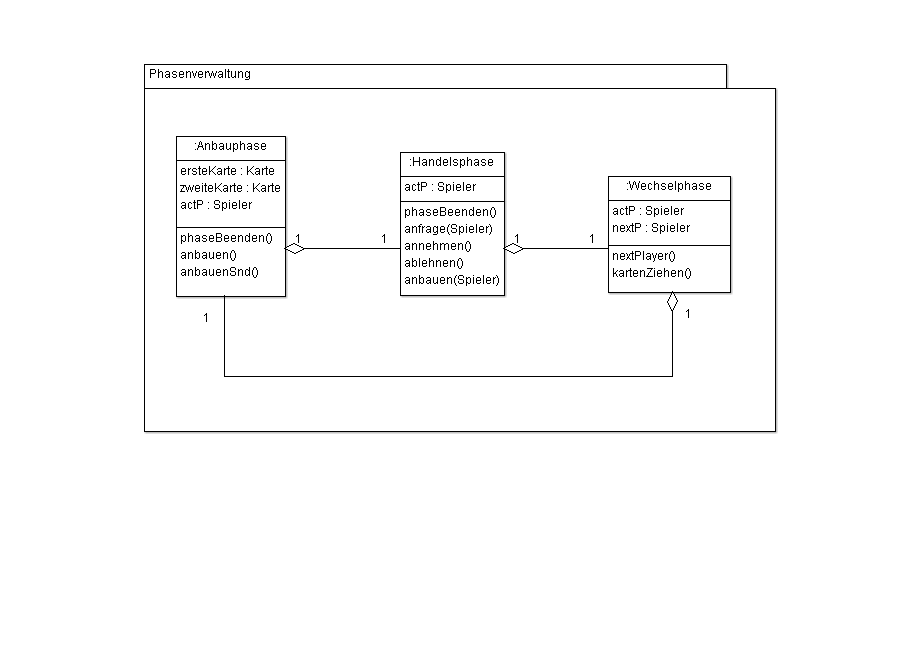 Phasenverwaltung
:Anbauphase
ersteKarte : Karte
zweiteKarte : Karte
actP : Spieler
phaseBeenden()
anbauen()
anbauenSnd()
1
1
:Handelsphase
actP : Spieler
phaseBeenden()
anfrage(Spieler)
annehmen()
ablehnen()
anbauen(Spieler)
1
1
:Wechselphase
actP : Spieler
nextP : Spieler
nextPlayer()
kartenZiehen()
1
1